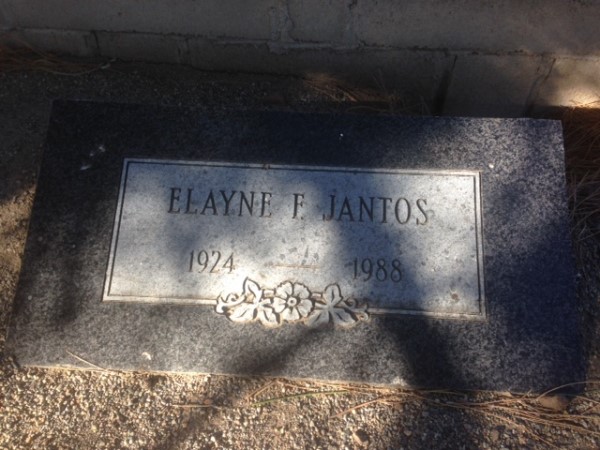 ELAYNE F. JANTOS
1924 — 1988